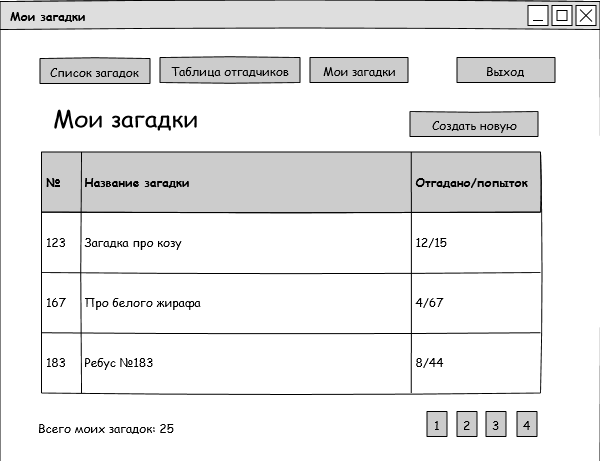 Мои загадки
Список загадок Таблица отгадчиков Мои загадки Выход
Мои загадки
Создать новую
№ Название загадки Отгадано/попыток
123 Загадка про козу 12/15
167 Про белого жирафа 4/67
183 Ребус №183 8/44
Всего моих загадок: 25 1 2 3 4